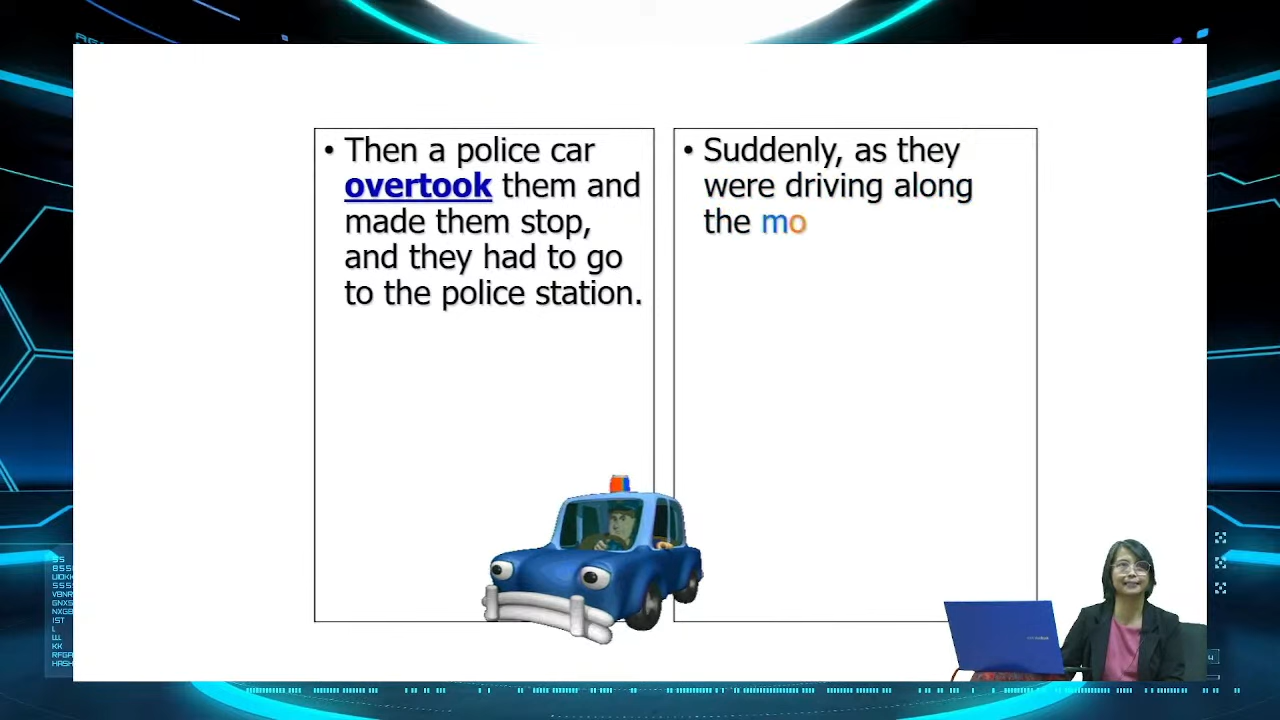 • Then a police car
overtook them and
made them stop,
and they had to go
to the police station.
• Suddenly, as they
were driving along
the mo